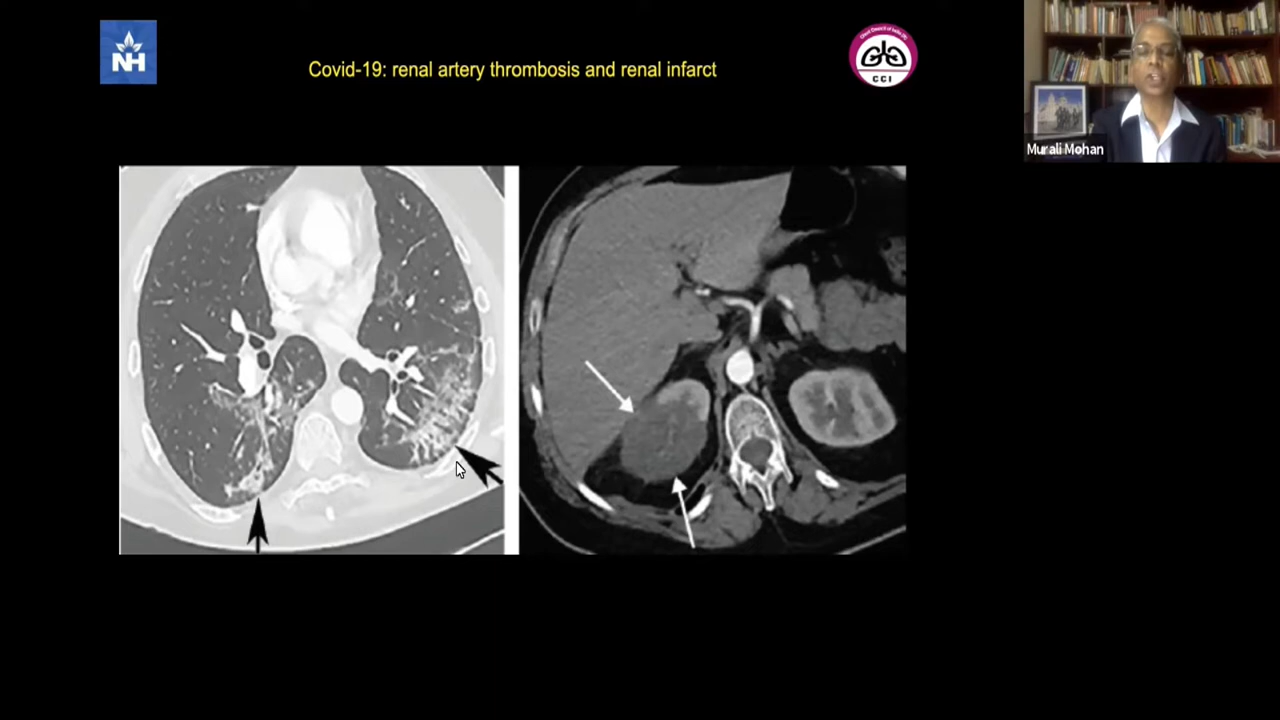 NH
Covid-19: renal artery thrombosis and renal infarct
CCI
Murali Mohan